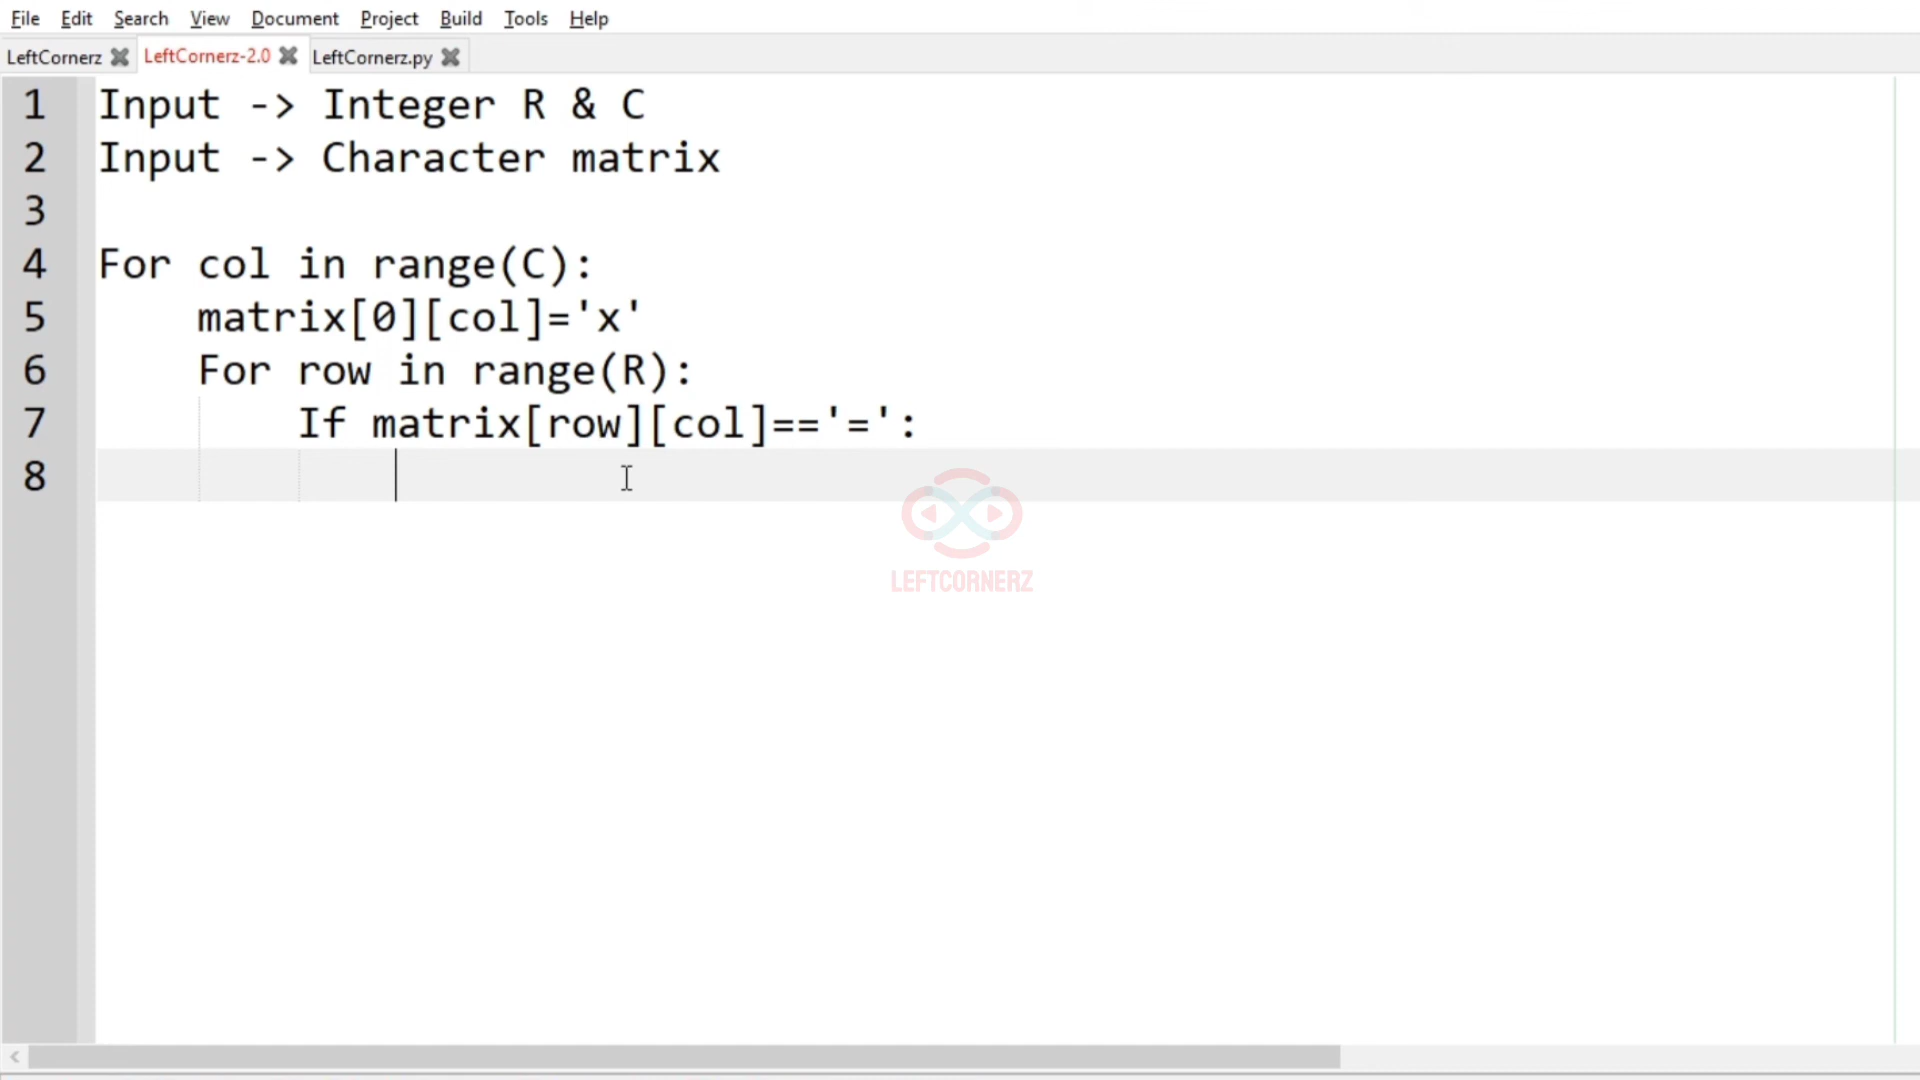 File Edit Search View Document Project Build Tools Help
LeftCornerz LeftCornerz-2.0 LeftCornerz.py
1 Input -> Integer R & C
2 Input -> Character matrix
3
4 For col in range(C):
5 matrix[0][col]='x'
6 For row in range(R):
7 If matrix[row][col]=='=':
8
LEFTCORNERZ